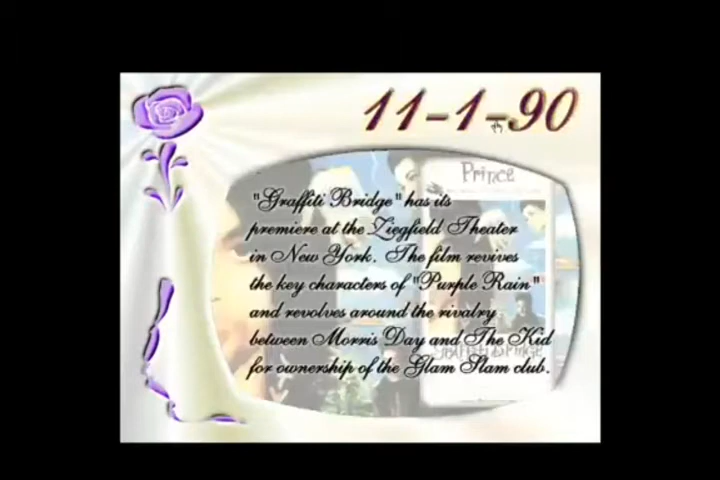 11-1-90
Prince
"Graffiti Bridge" has its
premiere at the Ziegfield Theater
in New York. The film revives
the key characters of "Purple Rain"
and revolves around the rivalry
between Morris Day and The Kid
for ownership of the Glam Slam club.